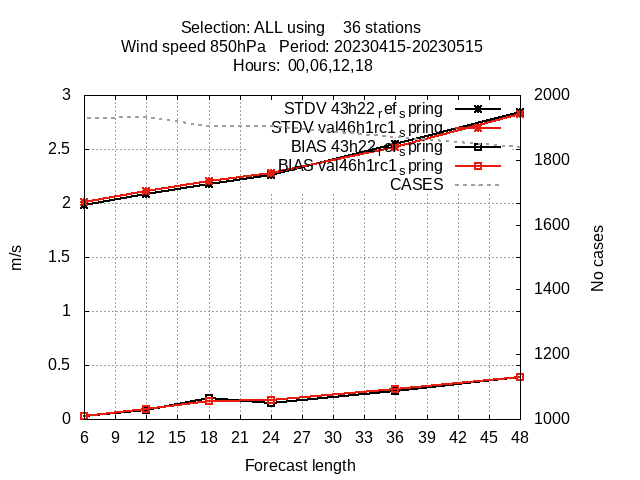 Selection: ALL using 36 stations
Wind speed 850hPa Period: 20230415-20230515
Hours: 00,06,12,18
3
2.5
2
1.5
1
0.5
0
m/s
STDV 43h22_ref_spring
STDV val46h1rc1_spring
BIAS 43h22_ref_spring
BIAS val46h1rc1_spring
CASES
2000
1800
1600
1400
1200
1000
No cases
6 9 12 15 18 21 24 27 30 33 36 39 42 45 48
Forecast length